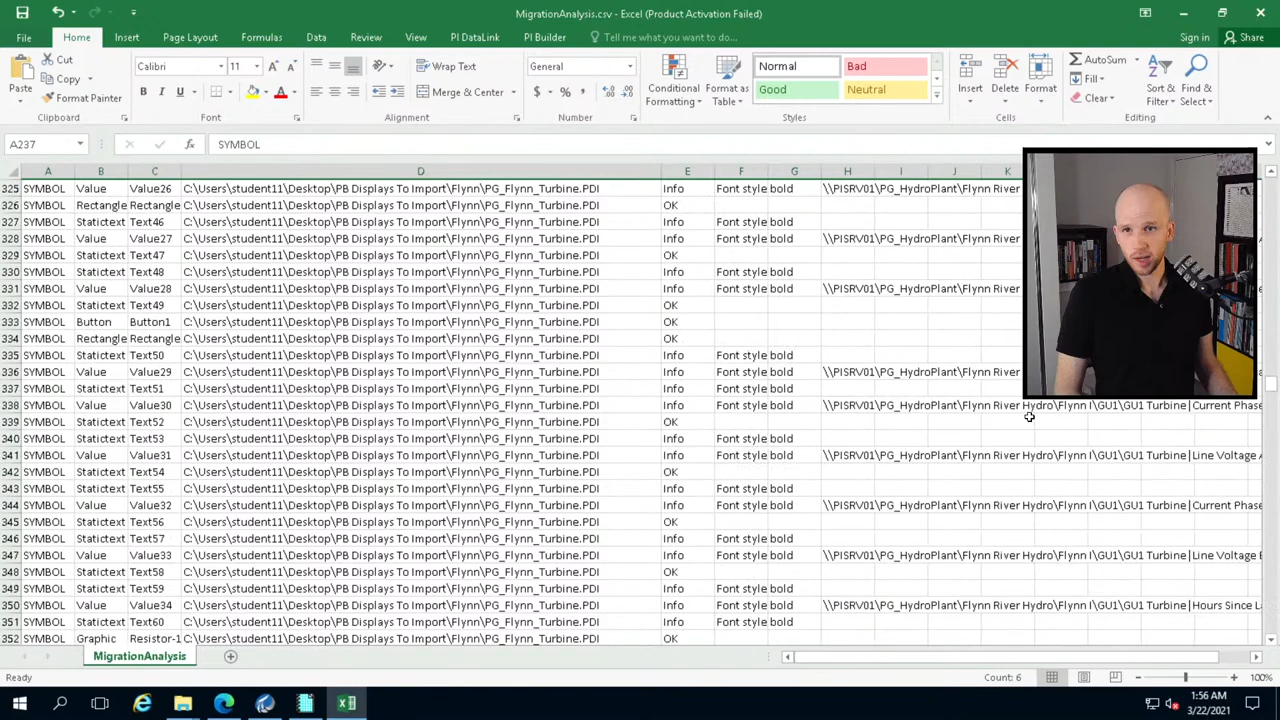 MigrationAnalysis.csv - Excel (Product Activation Failed)
File Home Insert Page Layout Formulas Data Review View PI DataLink PI Builder Tell me what you want to do... Sign in Share
Paste Cut Copy Format Painter Clipboard
Calibri 11 B I U A A A Font
Wrap Text Merge & Center Alignment
General $ % , Number
Conditional Formatting Format as Table Normal Bad Good Neutral Styles
Insert Delete Format Cells
AutoSum Fill Clear Sort & Filter Find & Select Editing
A237 fx SYMBOL
A B C D E F G H I J K
325 SYMBOL Value Value26 C:\Users\student11\Desktop\PB Displays To Import\Flynn\PG_Flynn_Turbine.PDI Info Font style bold \\PISRV01\PG_HydroPlant\Flynn River
326 SYMBOL Rectangle Rectangle C:\Users\student11\Desktop\PB Displays To Import\Flynn\PG_Flynn_Turbine.PDI OK
327 SYMBOL Statictext Text46 C:\Users\student11\Desktop\PB Displays To Import\Flynn\PG_Flynn_Turbine.PDI Info Font style bold
328 SYMBOL Value Value27 C:\Users\student11\Desktop\PB Displays To Import\Flynn\PG_Flynn_Turbine.PDI Info Font style bold \\PISRV01\PG_HydroPlant\Flynn River
329 SYMBOL Statictext Text47 C:\Users\student11\Desktop\PB Displays To Import\Flynn\PG_Flynn_Turbine.PDI OK
330 SYMBOL Statictext Text48 C:\Users\student11\Desktop\PB Displays To Import\Flynn\PG_Flynn_Turbine.PDI Info Font style bold
331 SYMBOL Value Value28 C:\Users\student11\Desktop\PB Displays To Import\Flynn\PG_Flynn_Turbine.PDI Info Font style bold \\PISRV01\PG_HydroPlant\Flynn River
332 SYMBOL Statictext Text49 C:\Users\student11\Desktop\PB Displays To Import\Flynn\PG_Flynn_Turbine.PDI OK
333 SYMBOL Button Button1 C:\Users\student11\Desktop\PB Displays To Import\Flynn\PG_Flynn_Turbine.PDI OK
334 SYMBOL Rectangle Rectangle C:\Users\student11\Desktop\PB Displays To Import\Flynn\PG_Flynn_Turbine.PDI OK
335 SYMBOL Statictext Text50 C:\Users\student11\Desktop\PB Displays To Import\Flynn\PG_Flynn_Turbine.PDI Info Font style bold
336 SYMBOL Value Value29 C:\Users\student11\Desktop\PB Displays To Import\Flynn\PG_Flynn_Turbine.PDI Info Font style bold \\PISRV01\PG_HydroPlant\Flynn River
337 SYMBOL Statictext Text51 C:\Users\student11\Desktop\PB Displays To Import\Flynn\PG_Flynn_Turbine.PDI Info Font style bold
338 SYMBOL Value Value30 C:\Users\student11\Desktop\PB Displays To Import\Flynn\PG_Flynn_Turbine.PDI Info Font style bold \\PISRV01\PG_HydroPlant\Flynn River Hydro\Flynn I\GU1\GU1 Turbine|Current Phase
339 SYMBOL Statictext Text52 C:\Users\student11\Desktop\PB Displays To Import\Flynn\PG_Flynn_Turbine.PDI OK
340 SYMBOL Statictext Text53 C:\Users\student11\Desktop\PB Displays To Import\Flynn\PG_Flynn_Turbine.PDI Info Font style bold
341 SYMBOL Value Value31 C:\Users\student11\Desktop\PB Displays To Import\Flynn\PG_Flynn_Turbine.PDI Info Font style bold \\PISRV01\PG_HydroPlant\Flynn River Hydro\Flynn I\GU1\GU1 Turbine|Line Voltage A
342 SYMBOL Statictext Text54 C:\Users\student11\Desktop\PB Displays To Import\Flynn\PG_Flynn_Turbine.PDI OK
343 SYMBOL Statictext Text55 C:\Users\student11\Desktop\PB Displays To Import\Flynn\PG_Flynn_Turbine.PDI Info Font style bold
344 SYMBOL Value Value32 C:\Users\student11\Desktop\PB Displays To Import\Flynn\PG_Flynn_Turbine.PDI Info Font style bold \\PISRV01\PG_HydroPlant\Flynn River Hydro\Flynn I\GU1\GU1 Turbine|Current Phase
345 SYMBOL Statictext Text56 C:\Users\student11\Desktop\PB Displays To Import\Flynn\PG_Flynn_Turbine.PDI OK
346 SYMBOL Statictext Text57 C:\Users\student11\Desktop\PB Displays To Import\Flynn\PG_Flynn_Turbine.PDI Info Font style bold
347 SYMBOL Value Value33 C:\Users\student11\Desktop\PB Displays To Import\Flynn\PG_Flynn_Turbine.PDI Info Font style bold \\PISRV01\PG_HydroPlant\Flynn River Hydro\Flynn I\GU1\GU1 Turbine|Line Voltage B
348 SYMBOL Statictext Text58 C:\Users\student11\Desktop\PB Displays To Import\Flynn\PG_Flynn_Turbine.PDI OK
349 SYMBOL Statictext Text59 C:\Users\student11\Desktop\PB Displays To Import\Flynn\PG_Flynn_Turbine.PDI Info Font style bold
350 SYMBOL Value Value34 C:\Users\student11\Desktop\PB Displays To Import\Flynn\PG_Flynn_Turbine.PDI Info Font style bold \\PISRV01\PG_HydroPlant\Flynn River Hydro\Flynn I\GU1\GU1 Turbine|Hours Since La
351 SYMBOL Statictext Text60 C:\Users\student11\Desktop\PB Displays To Import\Flynn\PG_Flynn_Turbine.PDI Info Font style bold
352 SYMBOL Graphic Resistor-1 C:\Users\student11\Desktop\PB Displays To Import\Flynn\PG_Flynn_Turbine.PDI OK
MigrationAnalysis
Ready Count: 6 100%
1:56 AM
3/22/2021